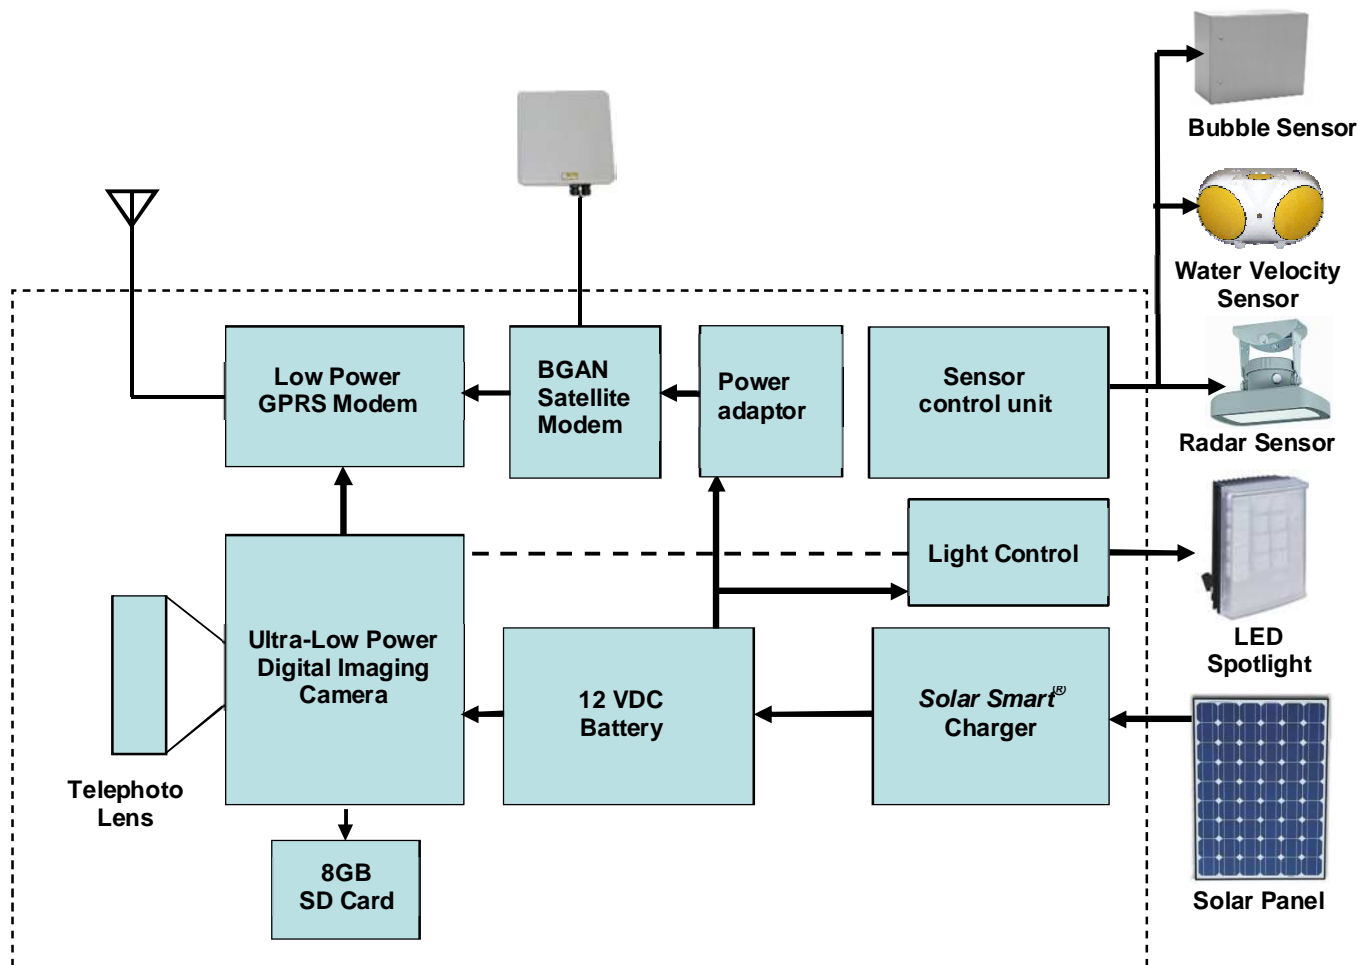 Bubble Sensor
Water Velocity
Sensor
Low Power
GPRS Modem
BGAN
Satellite
Modem
Power
adaptor
Sensor
control unit
Radar Sensor
Light Control
LED
Spotlight
Ultra-Low Power
Digital Imaging
Camera
12 VDC
Battery
Solar Smart(R)
Charger
Telephoto
Lens
8GB
SD Card
Solar Panel